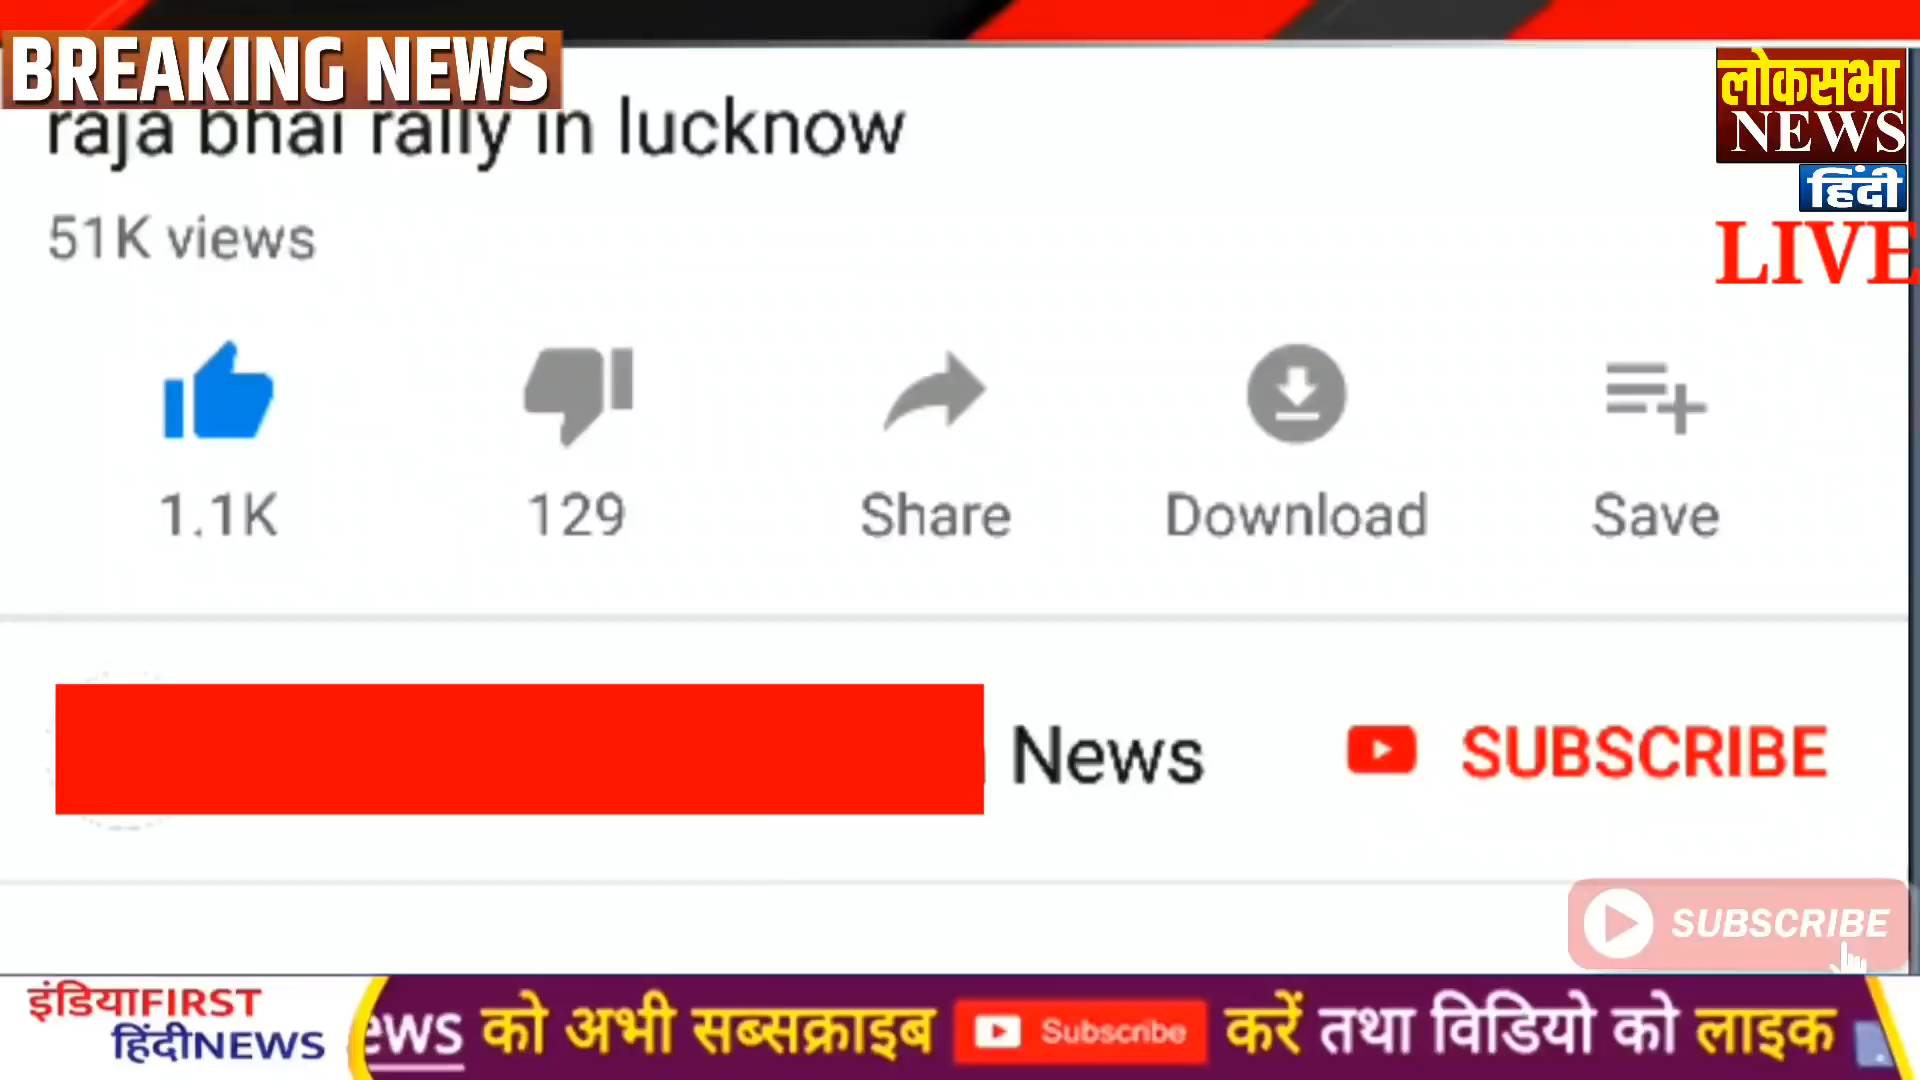 BREAKING NEWS
raja bhai rally in lucknow
51K views
लोकसभा
NEWS
हिंदी
LIVE
1.1K 129 Share Download Save
News SUBSCRIBE
SUBSCRIBE
इंडियाFIRST
हिंदीNEWS
ews को अभी सब्सक्राइब Subscribe करें तथा विडियो को लाइक